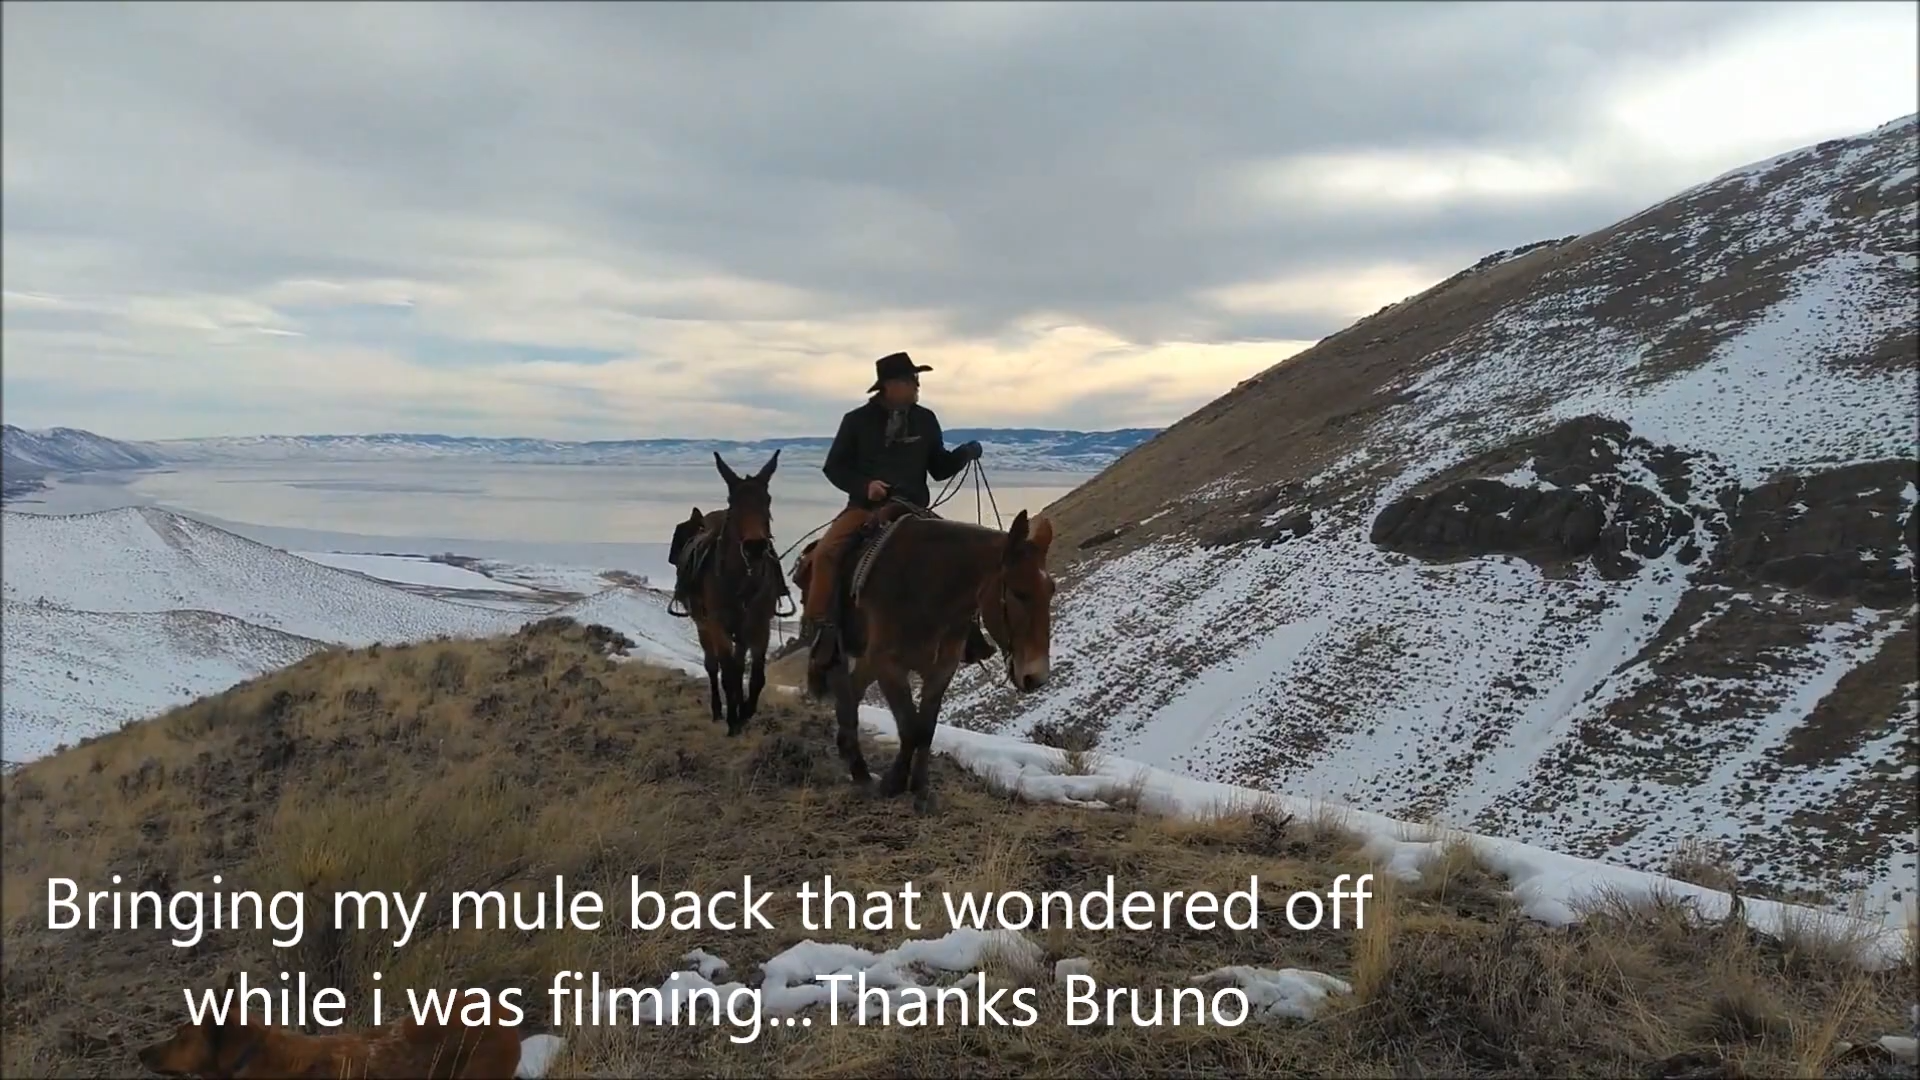 Bringing my mule back that wondered off
while i was filming...Thanks Bruno